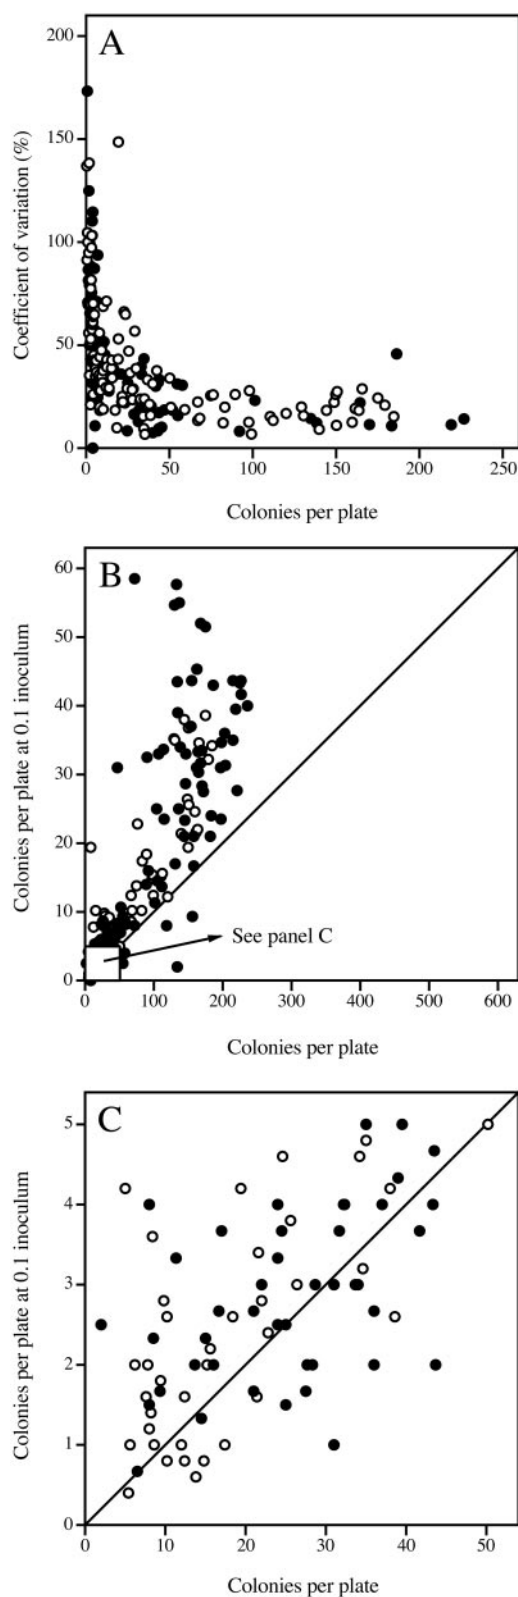 A
200
150
100
50
0
Coefficient of variation (%)
0 50 100 150 200 250
Colonies per plate
B
60
50
40
30
20
10
0
Colonies per plate at 0.1 inoculum
See panel C
0 100 200 300 400 500 600
Colonies per plate
C
5
4
3
2
1
0
Colonies per plate at 0.1 inoculum
0 10 20 30 40 50
Colonies per plate